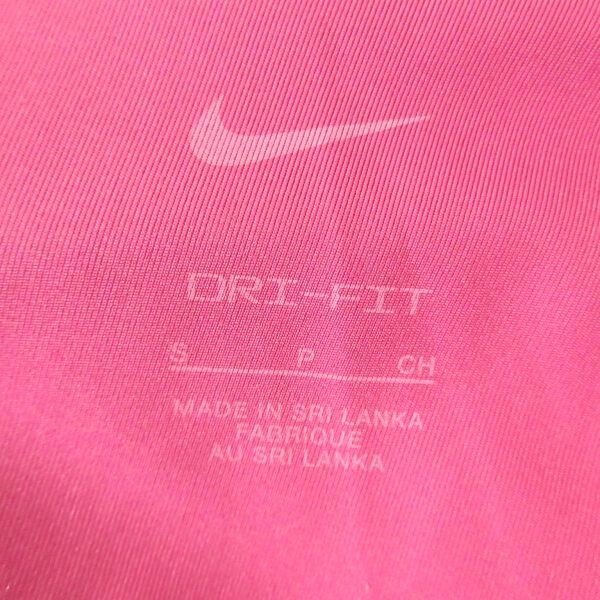 DRI-FIT
S P CH
MADE IN SRI LANKA
FABRIQUE
AU SRI LANKA